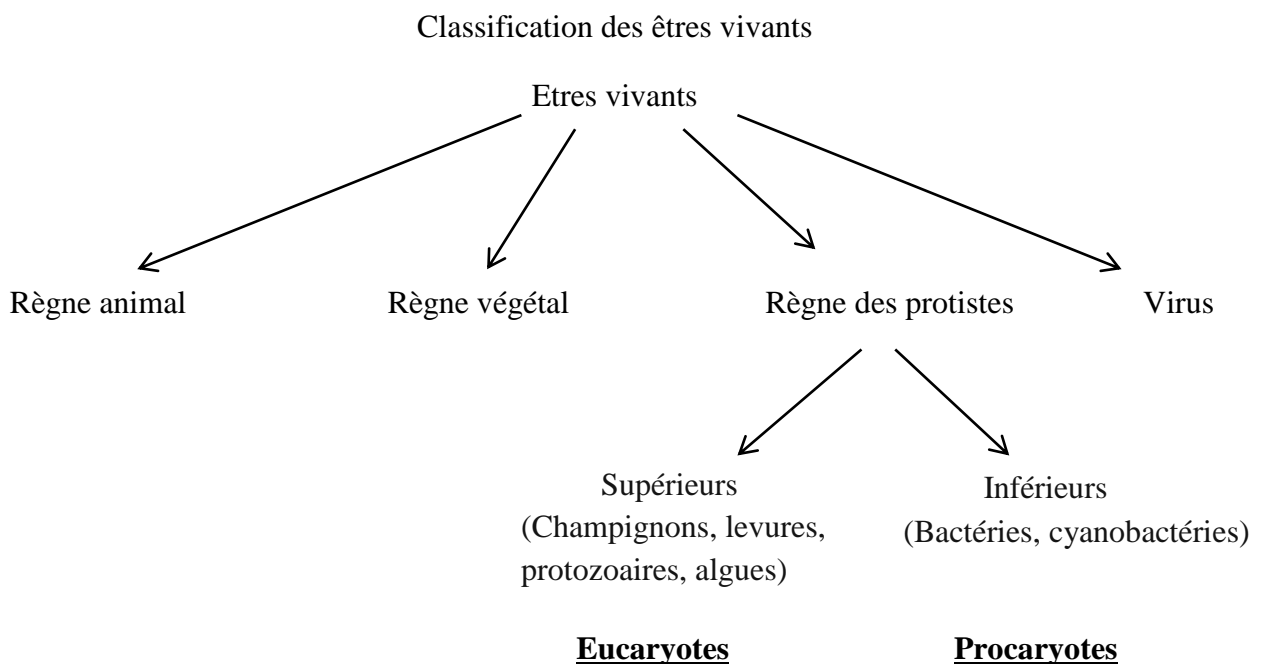 Classification des êtres vivants
Etres vivants
Règne animal
Règne végétal
Règne des protistes
Virus
Supérieurs
(Champignons, levures,
protozoaires, algues)
Inférieurs
(Bactéries, cyanobactéries)
Eucaryotes
Procaryotes